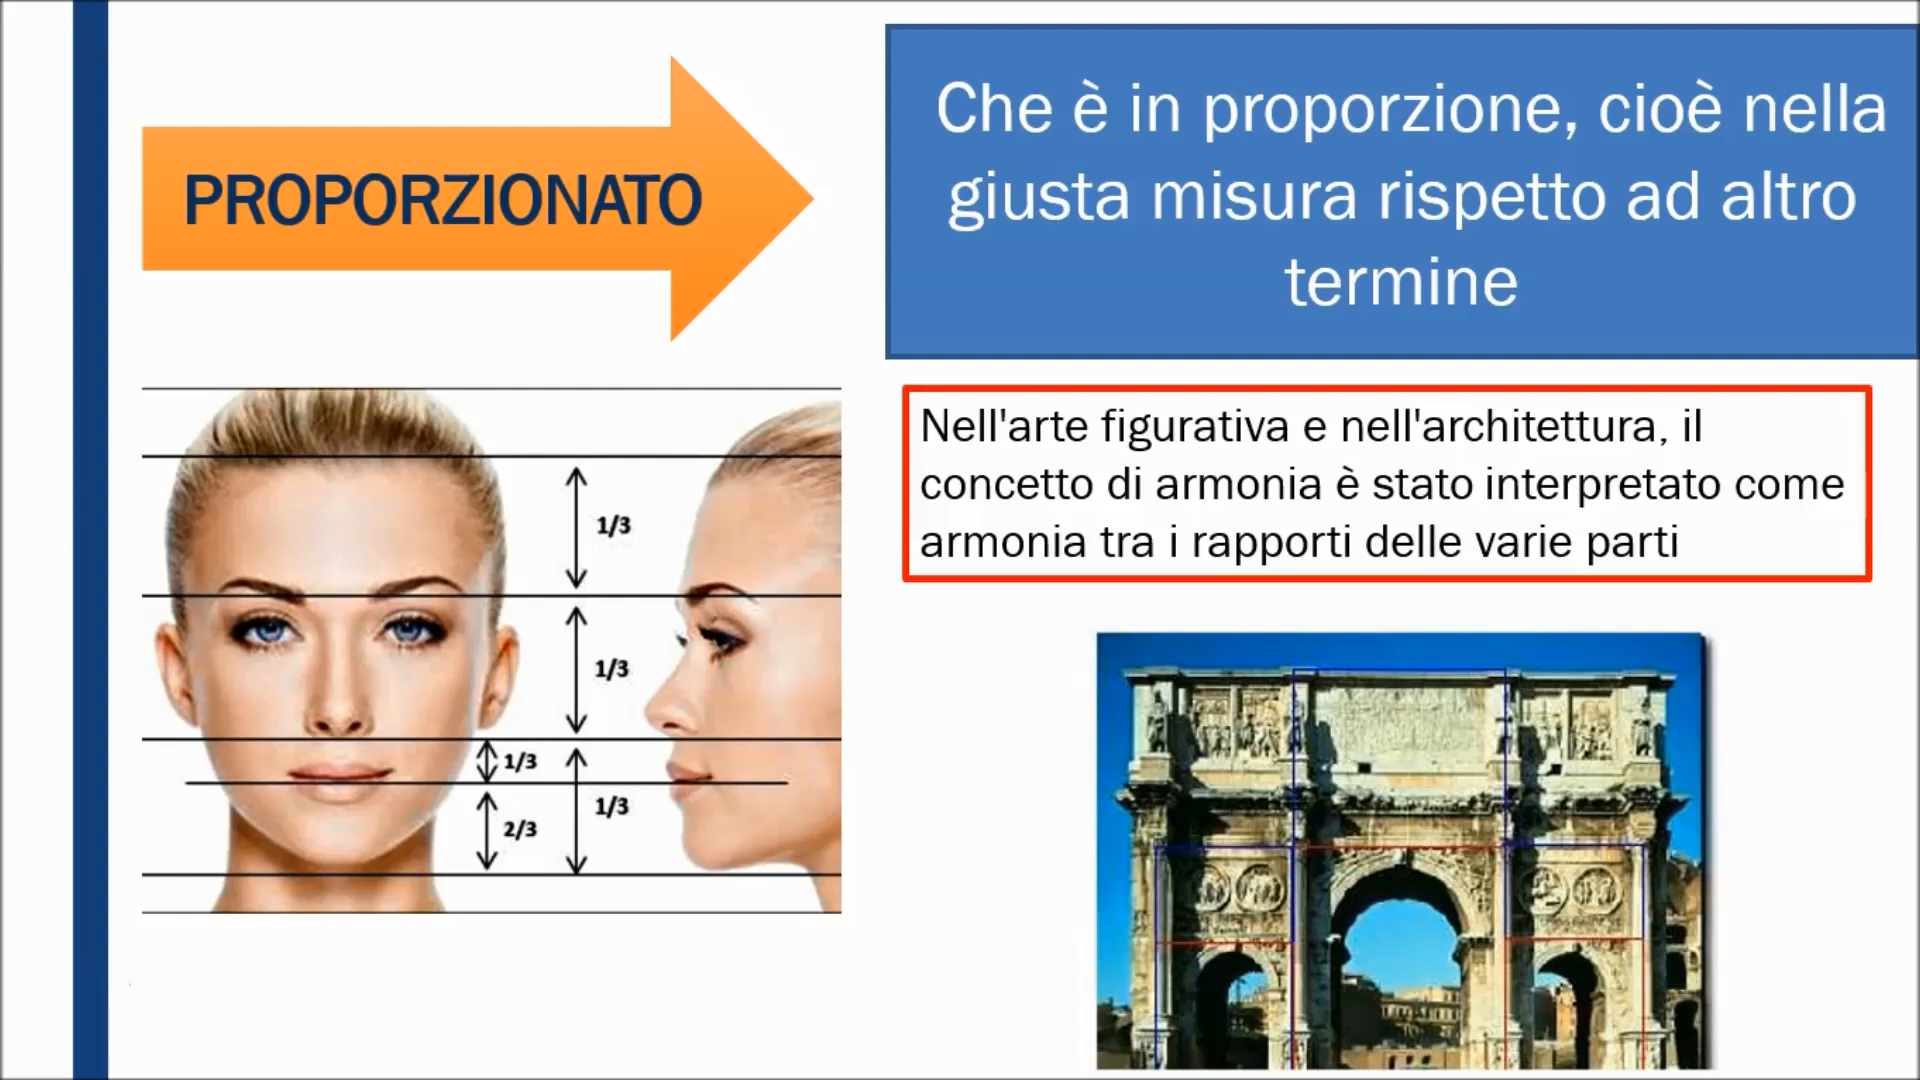 PROPORZIONATO
Che è in proporzione, cioè nella
giusta misura rispetto ad altro
termine
Nell'arte figurativa e nell'architettura, il
concetto di armonia è stato interpretato come
armonia tra i rapporti delle varie parti
1/3
1/3
1/3
1/3
2/3